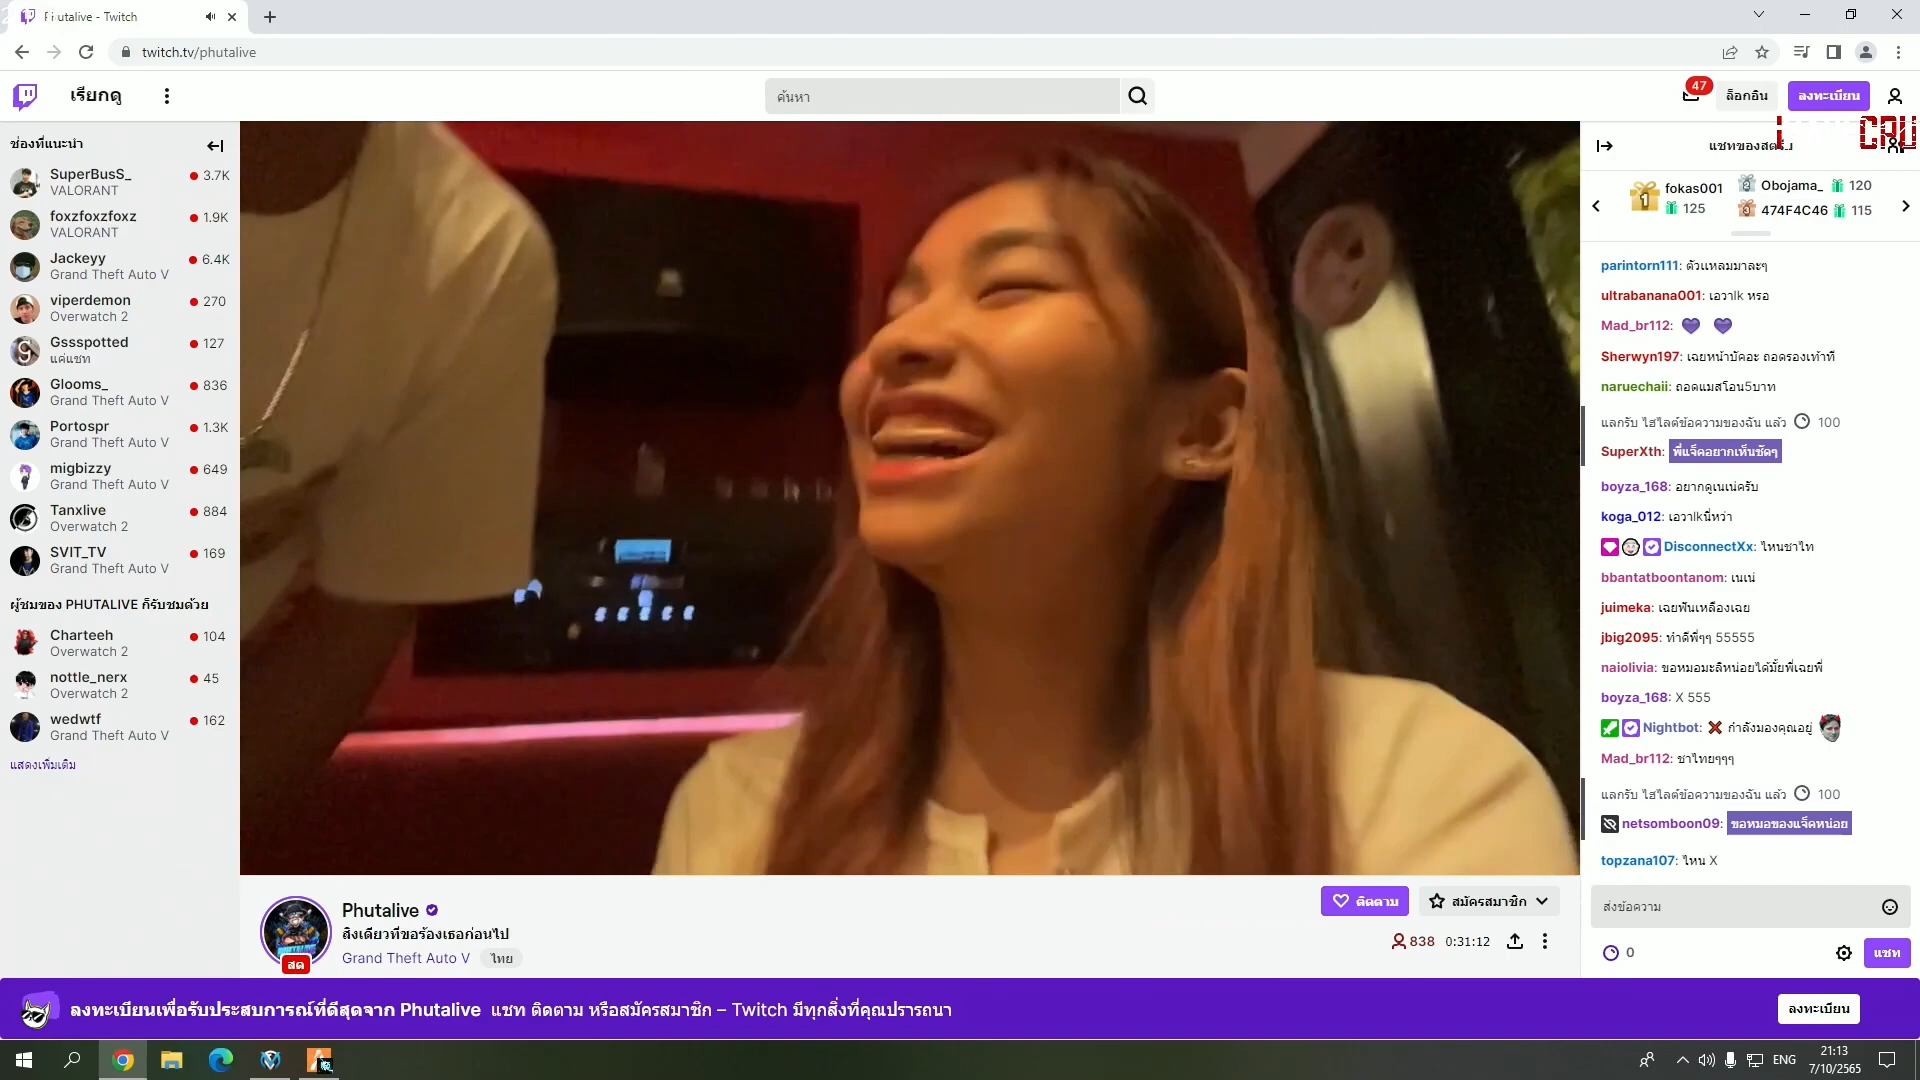 Phutalive - Twitch
twitch.tv/phutalive
เรียกดู
ค้นหา
47
ล็อกอิน
ลงทะเบียน
ช่องที่แนะนำ
SuperBusS_
3.7K
VALORANT
foxzfoxzfoxz
1.9K
VALORANT
Jackeyy
6.4K
Grand Theft Auto V
viperdemon
270
Overwatch 2
Gssspotted
127
แค่แชท
Glooms_
836
Grand Theft Auto V
Portospr
1.3K
Grand Theft Auto V
migbizzy
649
Grand Theft Auto V
Tanxlive
884
Overwatch 2
SVIT_TV
169
Grand Theft Auto V
ผู้ชมของ PHUTALIVE ก็รับชมด้วย
Charteeh
104
Overwatch 2
nottle_nerx
45
Overwatch 2
wedwtf
162
Grand Theft Auto V
แสดงเพิ่มเติม
Phutalive
สิ่งเดียวที่ขอร้องเธอก่อนไป
Grand Theft Auto V
ไทย
สด
ติดตาม
สมัครสมาชิก
838
0:31:12
CPU
แชทของสตรีม
1 fokas001
125
2 Obojama_ 120
3 474F4C46 115
parintorn111: ตัวแหลมมาละๆ
ultrabanana001: เอวาlk หรอ
Mad_br112:
Sherwyn197: เฉยหน้าบัคอะ ถอดรองเท้าที
naruechaii: ถอดแมสโอน5บาท
แลกรับ ไฮไลต์ข้อความของฉัน แล้ว 100
SuperXth: พี่แจ็คอยากเห็นชัดๆ
boyza_168: อยากดูเนเน่ครับ
koga_012: เอวาlkนี่หว่า
DisconnectXx: ไหนชาไท
bbantatboontanom: เนเน่
juimeka: เฉยฟันเหลืองเฉย
jbig2095: ทำดีพี่ๆๆ 55555
naiolivia: ขอหมอมะลิหน่อยได้มั้ยพี่เฉยพี่
boyza_168: X 555
Nightbot: กำลังมองคุณอยู่
Mad_br112: ชาไทยๆๆๆ
แลกรับ ไฮไลต์ข้อความของฉัน แล้ว 100
netsomboon09: ขอหมอของแจ็คหน่อย
topzana107: ไหน X
ส่งข้อความ
0
แชท
ลงทะเบียนเพื่อรับประสบการณ์ที่ดีสุดจาก Phutalive แชท ติดตาม หรือสมัครสมาชิก – Twitch มีทุกสิ่งที่คุณปรารถนา
ลงทะเบียน
ENG
21:13
7/10/2565